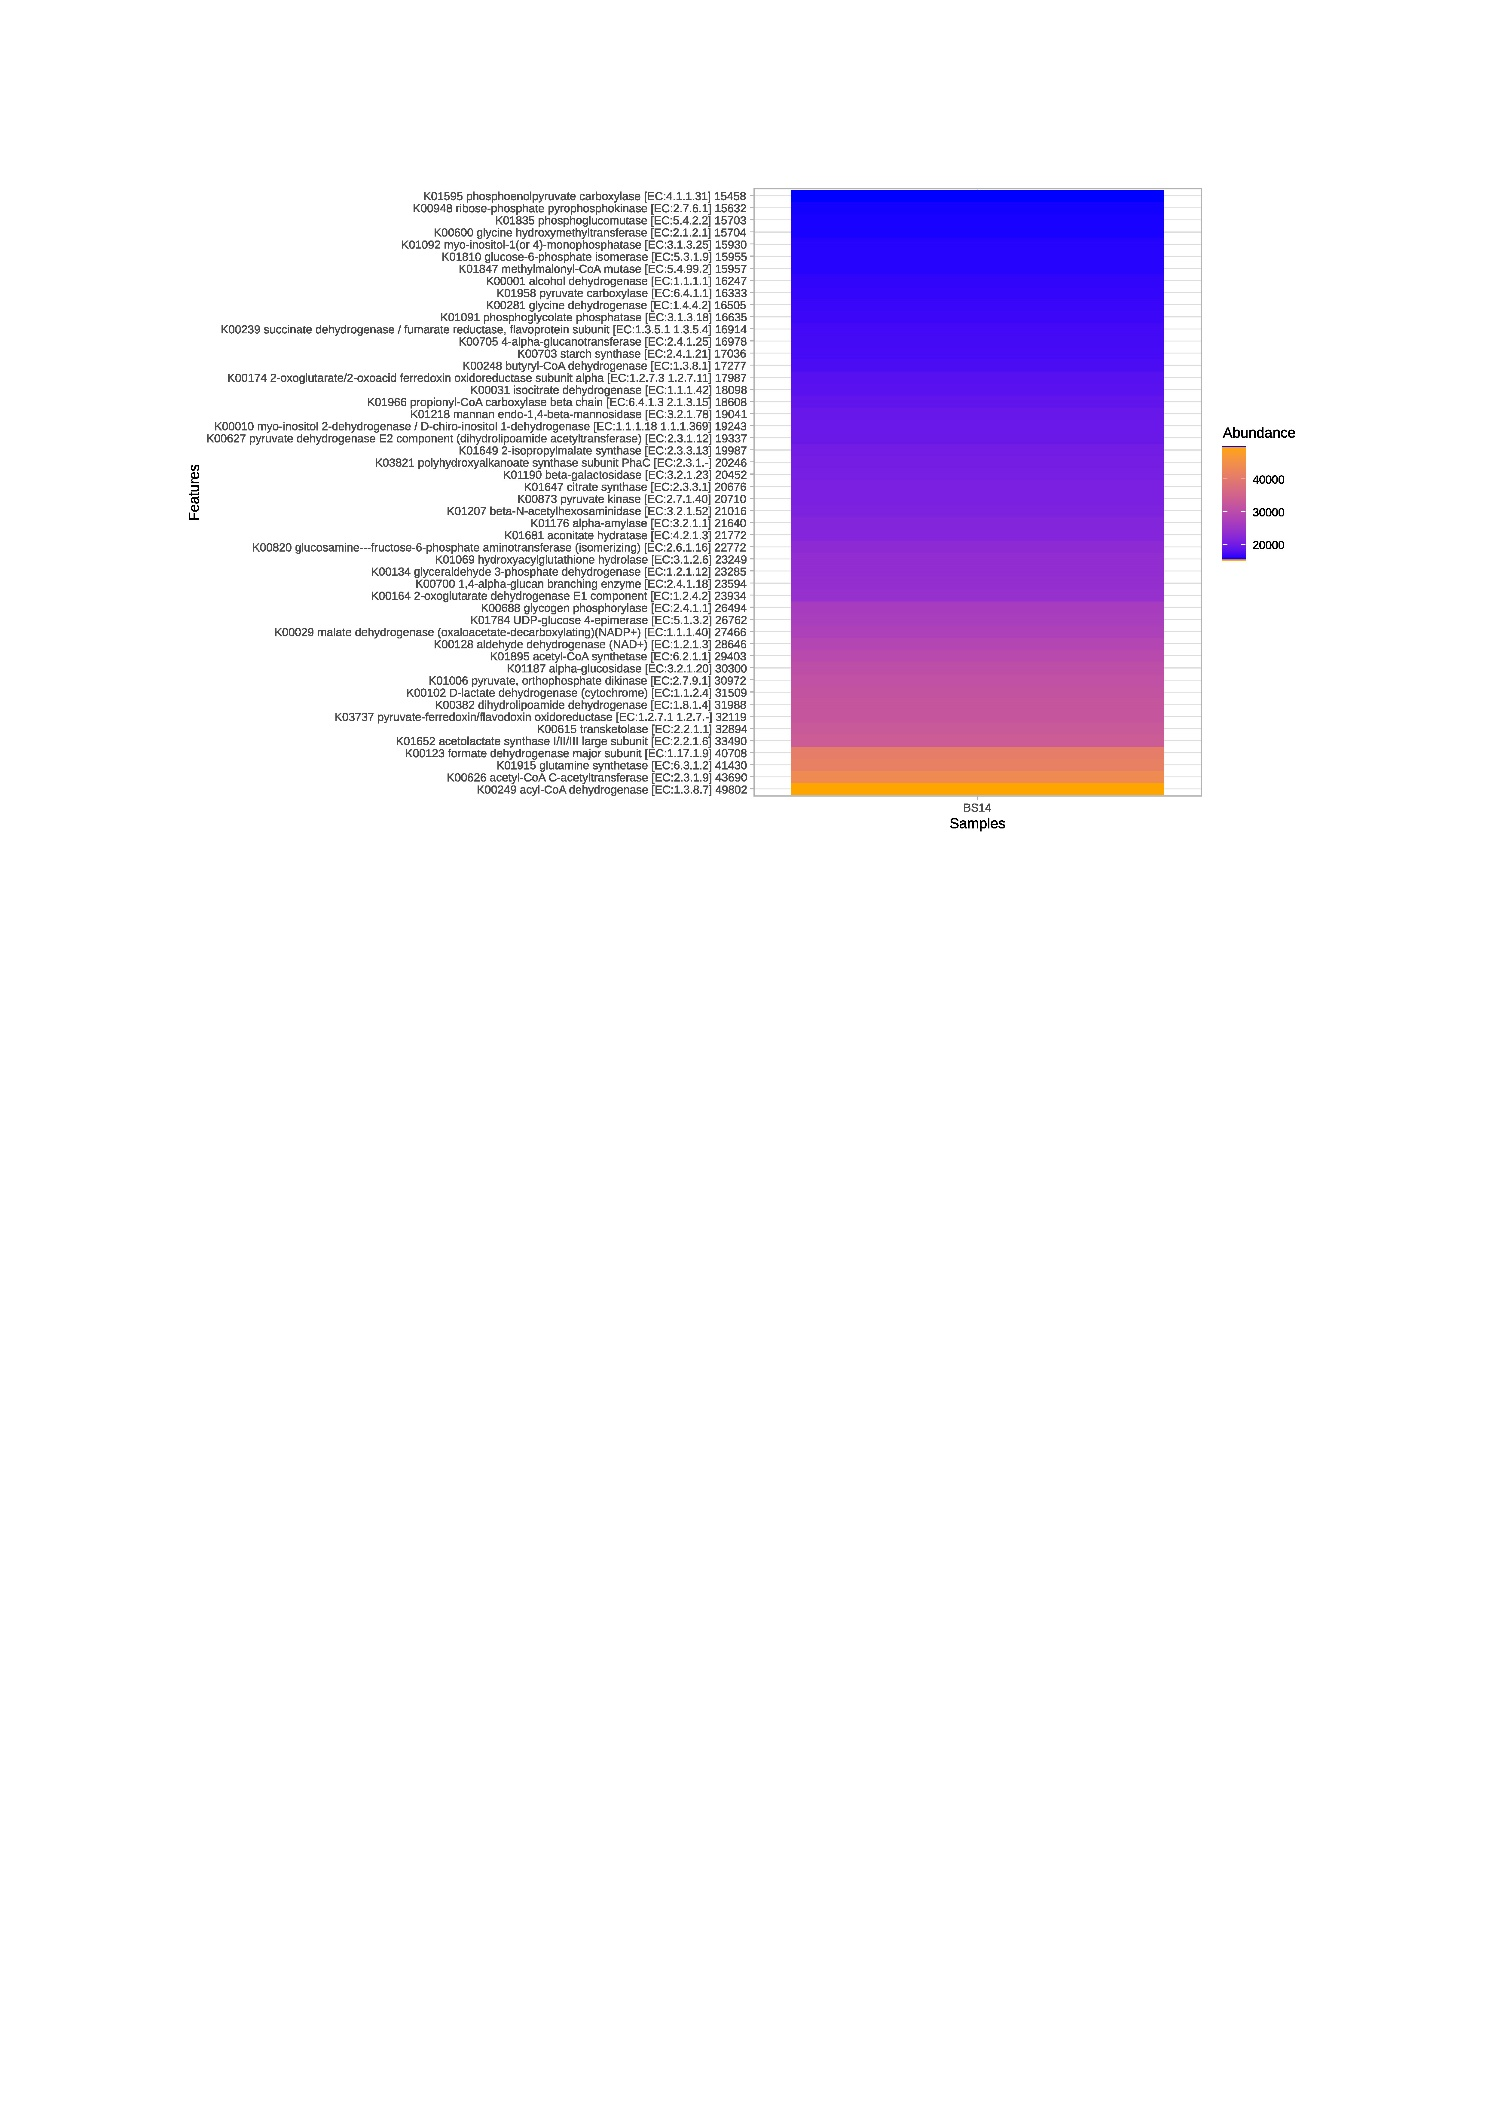 K01595 phosphoenolpyruvate carboxylase [EC:4.1.1.31] 15458
K00948 ribose-phosphate pyrophosphokinase [EC:2.7.6.1] 15632
K01835 phosphoglucomutase [EC:5.4.2.2] 15703
K00600 glycine hydroxymethyltransferase [EC:2.1.2.1] 15704
K01092 myo-inositol-1(or 4)-monophosphatase [EC:3.1.3.25] 15930
K01810 glucose-6-phosphate isomerase [EC:5.3.1.9] 15955
K01847 methylmalonyl-CoA mutase [EC:5.4.99.2] 15957
K00001 alcohol dehydrogenase [EC:1.1.1.1] 16247
K01958 pyruvate carboxylase [EC:6.4.1.1] 16333
K00281 glycine dehydrogenase [EC:1.4.4.2] 16505
K01091 phosphoglycolate phosphatase [EC:3.1.3.18] 16635
K00239 succinate dehydrogenase / fumarate reductase, flavoprotein subunit [EC:1.3.5.1 1.3.5.4] 16914
K00705 4-alpha-glucanotransferase [EC:2.4.1.25] 16978
K00703 starch synthase [EC:2.4.1.21] 17036
K00248 butyryl-CoA dehydrogenase [EC:1.3.8.1] 17277
K00174 2-oxoglutarate/2-oxoacid ferredoxin oxidoreductase subunit alpha [EC:1.2.7.3 1.2.7.11] 17987
K00031 isocitrate dehydrogenase [EC:1.1.1.42] 18098
K01966 propionyl-CoA carboxylase beta chain [EC:6.4.1.3 2.1.3.15] 18608
K01218 mannan endo-1,4-beta-mannosidase [EC:3.2.1.78] 19041
K00010 myo-inositol 2-dehydrogenase / D-chiro-inositol 1-dehydrogenase [EC:1.1.1.18 1.1.1.369] 19243
K00627 pyruvate dehydrogenase E2 component (dihydrolipoamide acetyltransferase) [EC:2.3.1.12] 19337
K01649 2-isopropylmalate synthase [EC:2.3.3.13] 19987
K03821 polyhydroxyalkanoate synthase subunit PhaC [EC:2.3.1.-] 20246
K01190 beta-galactosidase [EC:3.2.1.23] 20452
K01647 citrate synthase [EC:2.3.3.1] 20676
K00873 pyruvate kinase [EC:2.7.1.40] 20710
K01207 beta-N-acetylhexosaminidase [EC:3.2.1.52] 21016
K01176 alpha-amylase [EC:3.2.1.1] 21640
K01681 aconitate hydratase [EC:4.2.1.3] 21772
K00820 glucosamine---fructose-6-phosphate aminotransferase (isomerizing) [EC:2.6.1.16] 22772
K01069 hydroxyacylglutathione hydrolase [EC:3.1.2.6] 23249
K00134 glyceraldehyde 3-phosphate dehydrogenase [EC:1.2.1.12] 23285
K00700 1,4-alpha-glucan branching enzyme [EC:2.4.1.18] 23594
K00164 2-oxoglutarate dehydrogenase E1 component [EC:1.2.4.2] 23934
K00688 glycogen phosphorylase [EC:2.4.1.1] 26494
K01784 UDP-glucose 4-epimerase [EC:5.1.3.2] 26762
K00029 malate dehydrogenase (oxaloacetate-decarboxylating)(NADP+) [EC:1.1.1.40] 27466
K00128 aldehyde dehydrogenase (NAD+) [EC:1.2.1.3] 28646
K01895 acetyl-CoA synthetase [EC:6.2.1.1] 29403
K01187 alpha-glucosidase [EC:3.2.1.20] 30300
K01006 pyruvate, orthophosphate dikinase [EC:2.7.9.1] 30972
K00102 D-lactate dehydrogenase (cytochrome) [EC:1.1.2.4] 31509
K00382 dihydrolipoamide dehydrogenase [EC:1.8.1.4] 31988
K03737 pyruvate-ferredoxin/flavodoxin oxidoreductase [EC:1.2.7.1 1.2.7.-] 32119
K00615 transketolase [EC:2.2.1.1] 32894
K01652 acetolactate synthase I/II/III large subunit [EC:2.2.1.6] 33490
K00123 formate dehydrogenase major subunit [EC:1.17.1.9] 40708
K01915 glutamine synthetase [EC:6.3.1.2] 41430
K00626 acetyl-CoA C-acetyltransferase [EC:2.3.1.9] 43690
K00249 acyl-CoA dehydrogenase [EC:1.3.8.7] 49802
Features
BS14
Samples
Abundance
40000
30000
20000